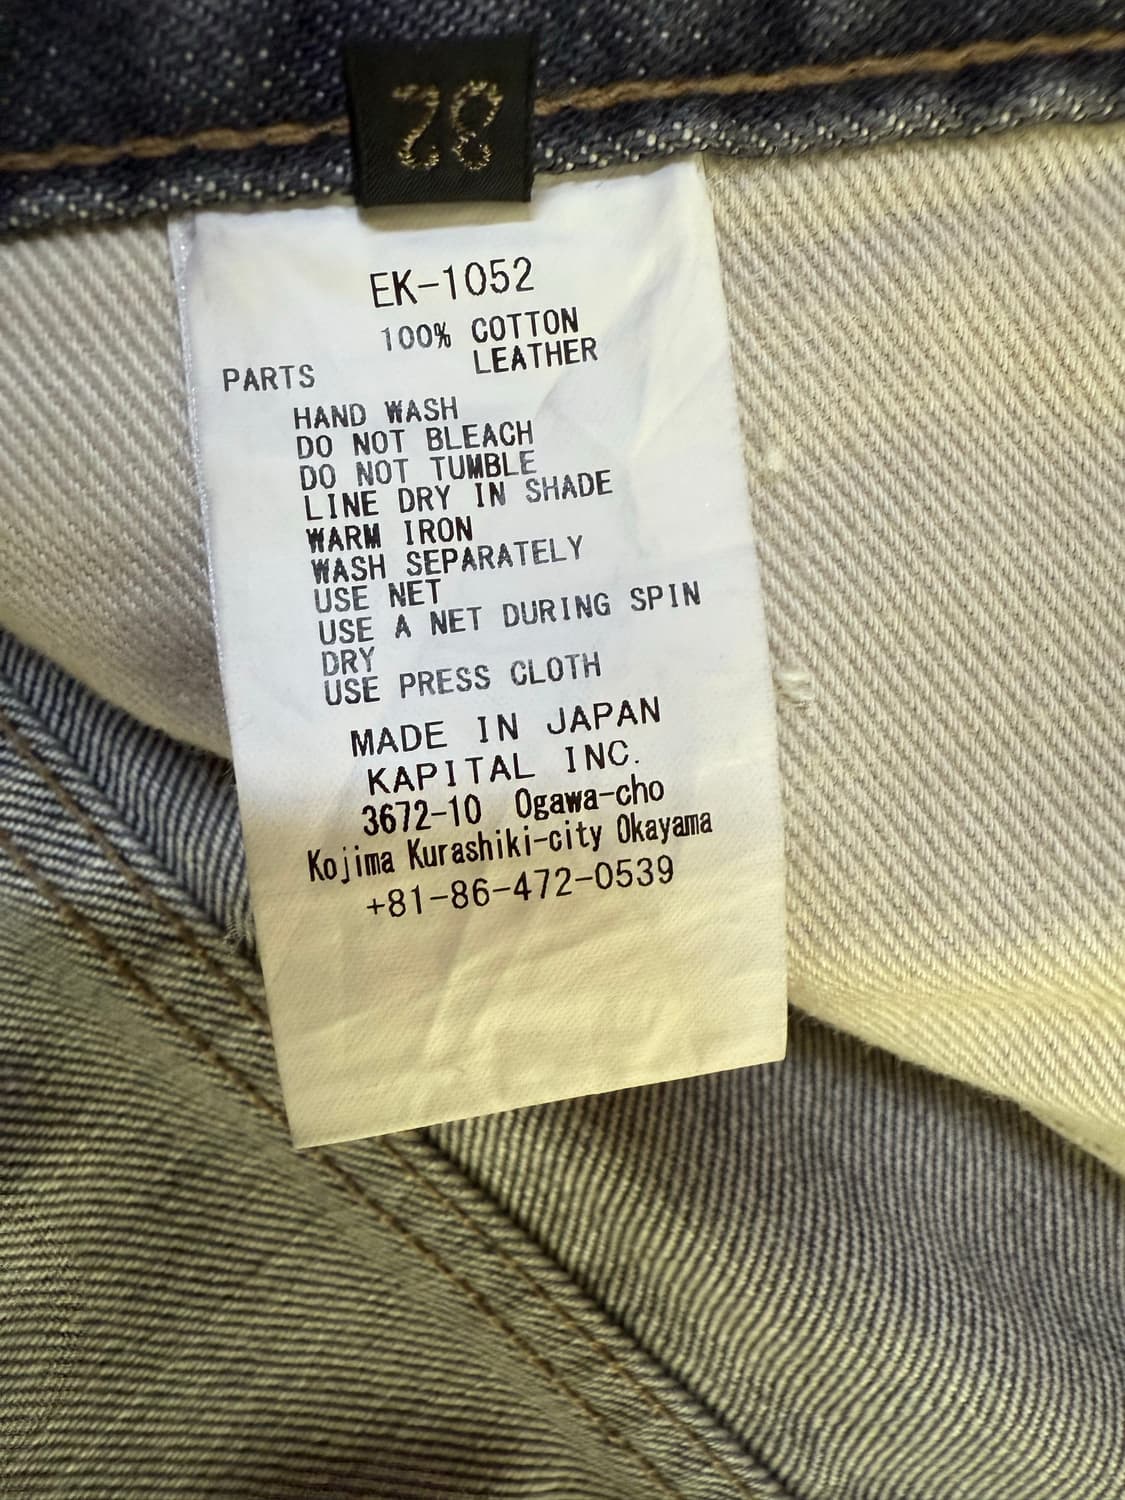 28
EK-1052
100% COTTON
PARTS LEATHER
HAND WASH
DO NOT BLEACH
DO NOT TUMBLE
LINE DRY IN SHADE
WARM IRON
WASH SEPARATELY
USE NET
USE A NET DURING SPIN
DRY
USE PRESS CLOTH
MADE IN JAPAN
KAPITAL INC.
3672-10 Ogawa-cho
Kojima Kurashiki-city Okayama
+81-86-472-0539